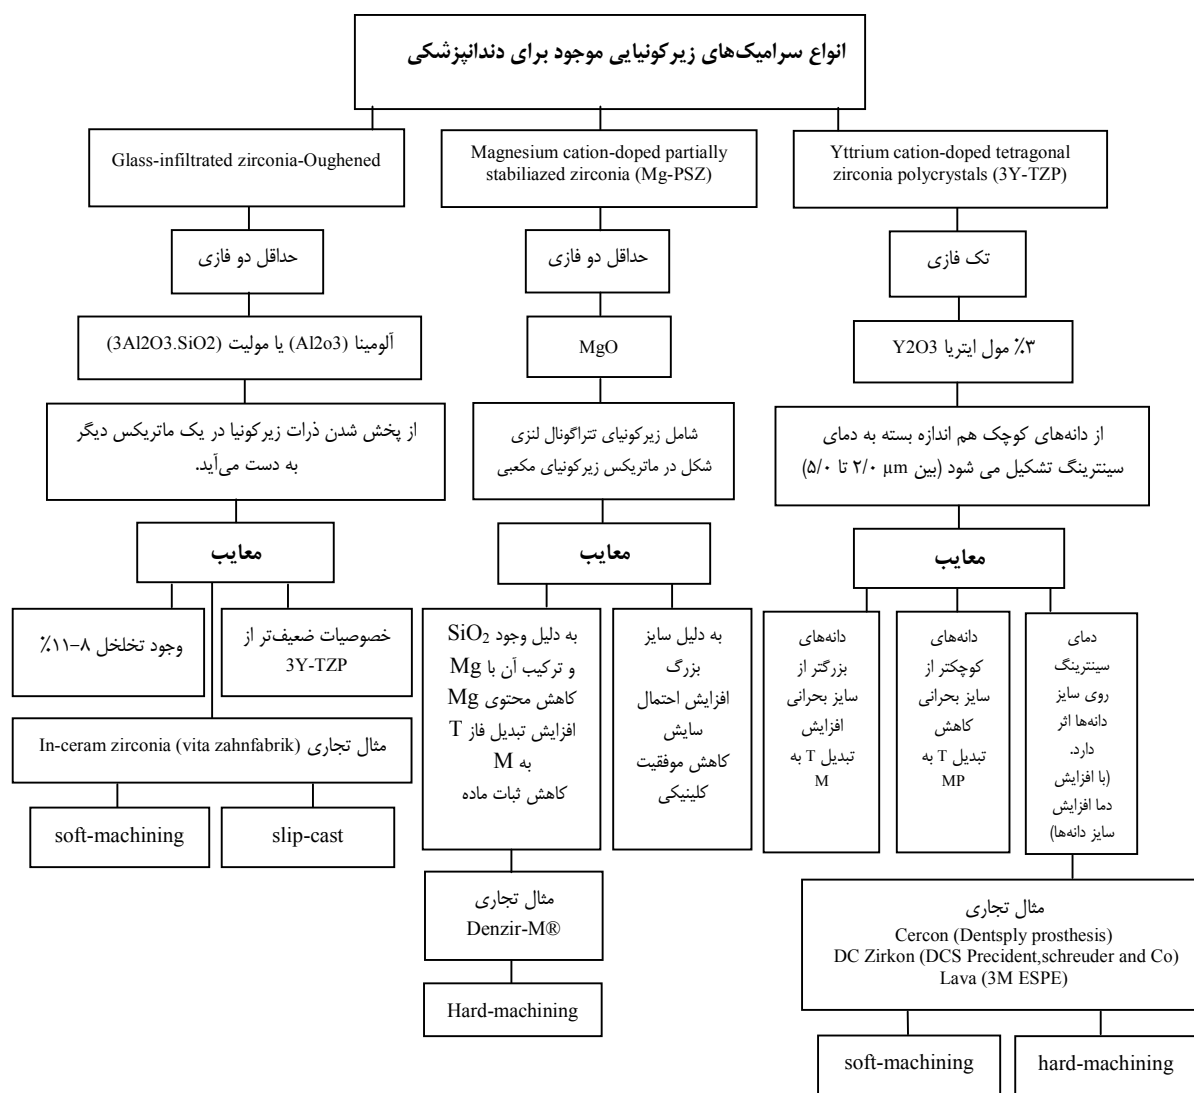 انواع سرامیک‌های زیرکونیایی موجود برای دندانپزشکی
Glass-infiltrated zirconia-Oughened
Magnesium cation-doped partially
stabiliazed zirconia (Mg-PSZ)
Yttrium cation-doped tetragonal
zirconia polycrystals (3Y-TZP)
حداقل دو فازی
حداقل دو فازی
تک فازی
آلومینا (Al2o3) یا مولیت (3Al2O3.SiO2)
MgO
۳٪ مول ایتریا Y2O3
از پخش شدن ذرات زیرکونیا در یک ماتریکس دیگر
به دست می‌آید.
شامل زیرکونیای تتراگونال لنزی
شکل در ماتریکس زیرکونیای مکعبی
از دانه‌های کوچک هم اندازه بسته به دمای
سینترینگ تشکیل می شود (بین ۲/۰ µm تا ۵/۰)
معایب
معایب
معایب
وجود تخلخل ۸-۱۱٪
خصوصیات ضعیف‌تر از
3Y-TZP
به دلیل وجود SiO2
و ترکیب آن با Mg
کاهش محتوی Mg
افزایش تبدیل فاز T
به M
کاهش ثبات ماده
به دلیل سایز
بزرگ
افزایش احتمال
سایش
کاهش موفقیت
کلینیکی
دانه‌های
بزرگتر از
سایز بحرانی
افزایش
تبدیل T به
M
دانه‌های
کوچکتر از
سایز بحرانی
کاهش
تبدیل T به
MP
دمای
سینترینگ
روی سایز
دانه‌ها اثر
دارد.
(با افزایش
دما افزایش
سایز دانه‌ها)
مثال تجاری In-ceram zirconia (vita zahnfabrik)
soft-machining
slip-cast
مثال تجاری
Denzir-M®
Hard-machining
مثال تجاری
Cercon (Dentsply prosthesis)
DC Zirkon (DCS Precident,schreuder and Co)
Lava (3M ESPE)
soft-machining
hard-machining